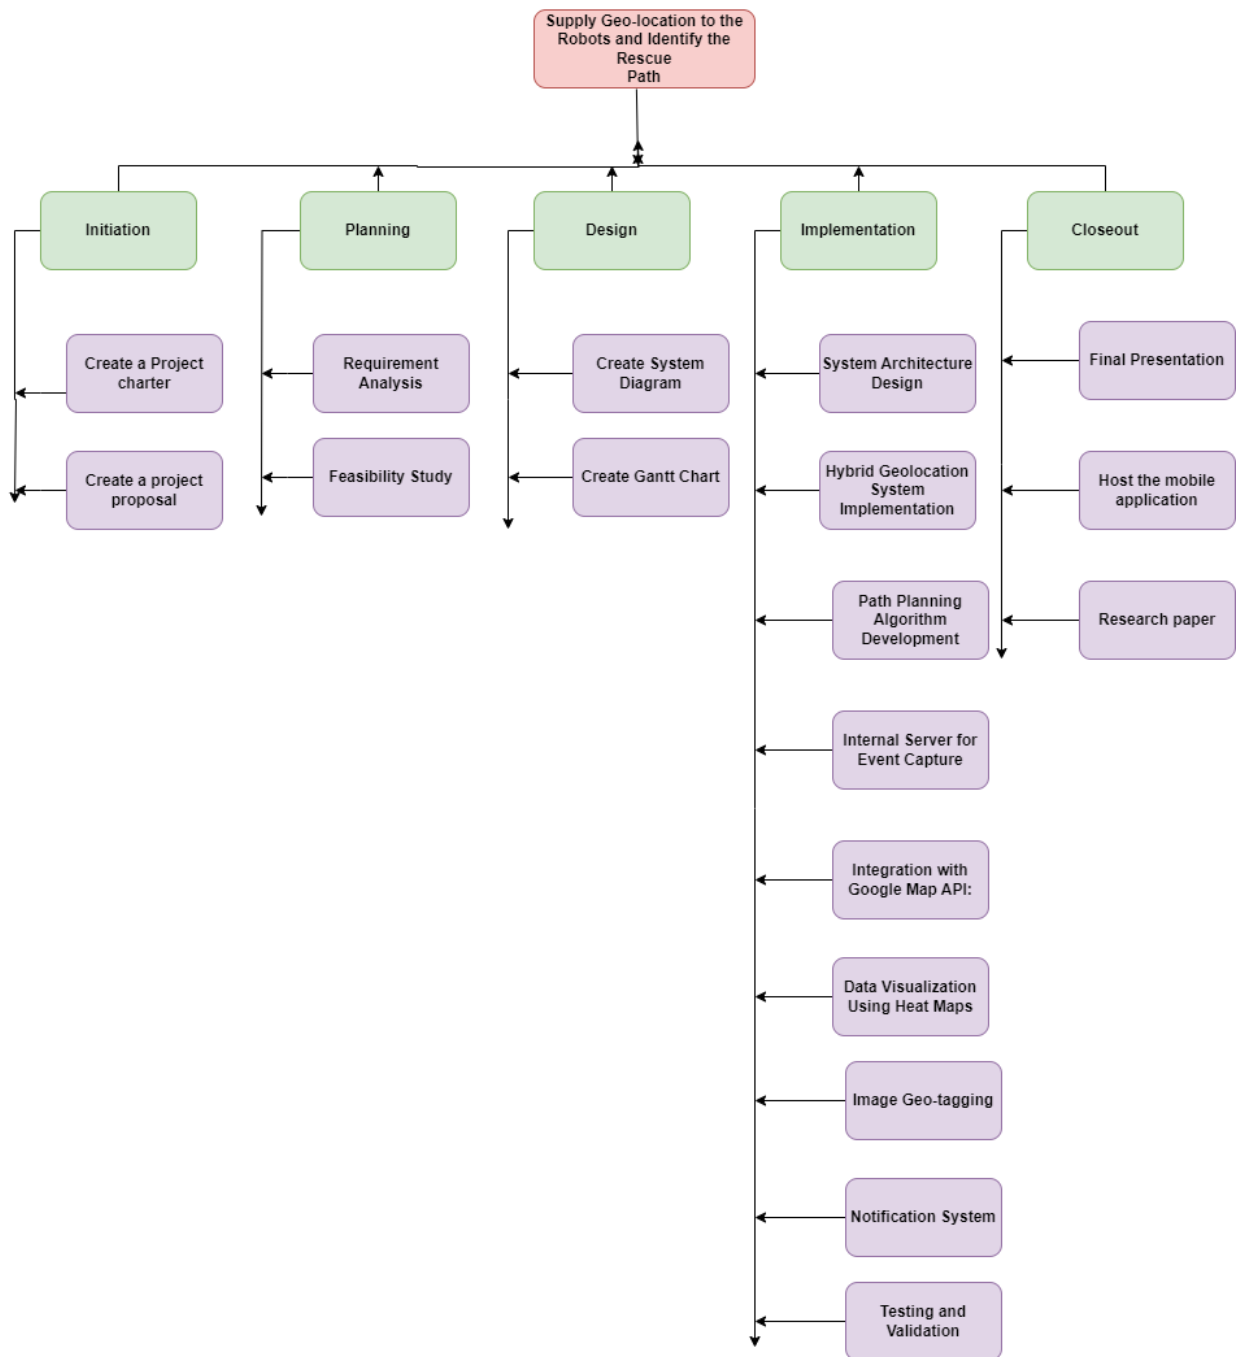 Supply Geo-location to the
Robots and Identify the
Rescue
Path
Initiation
Planning
Design
Implementation
Closeout
Create a Project
charter
Create a project
proposal
Requirement
Analysis
Feasibility Study
Create System
Diagram
Create Gantt Chart
System Architecture
Design
Hybrid Geolocation
System
Implementation
Path Planning
Algorithm
Development
Internal Server for
Event Capture
Integration with
Google Map API:
Data Visualization
Using Heat Maps
Image Geo-tagging
Notification System
Testing and
Validation
Final Presentation
Host the mobile
application
Research paper